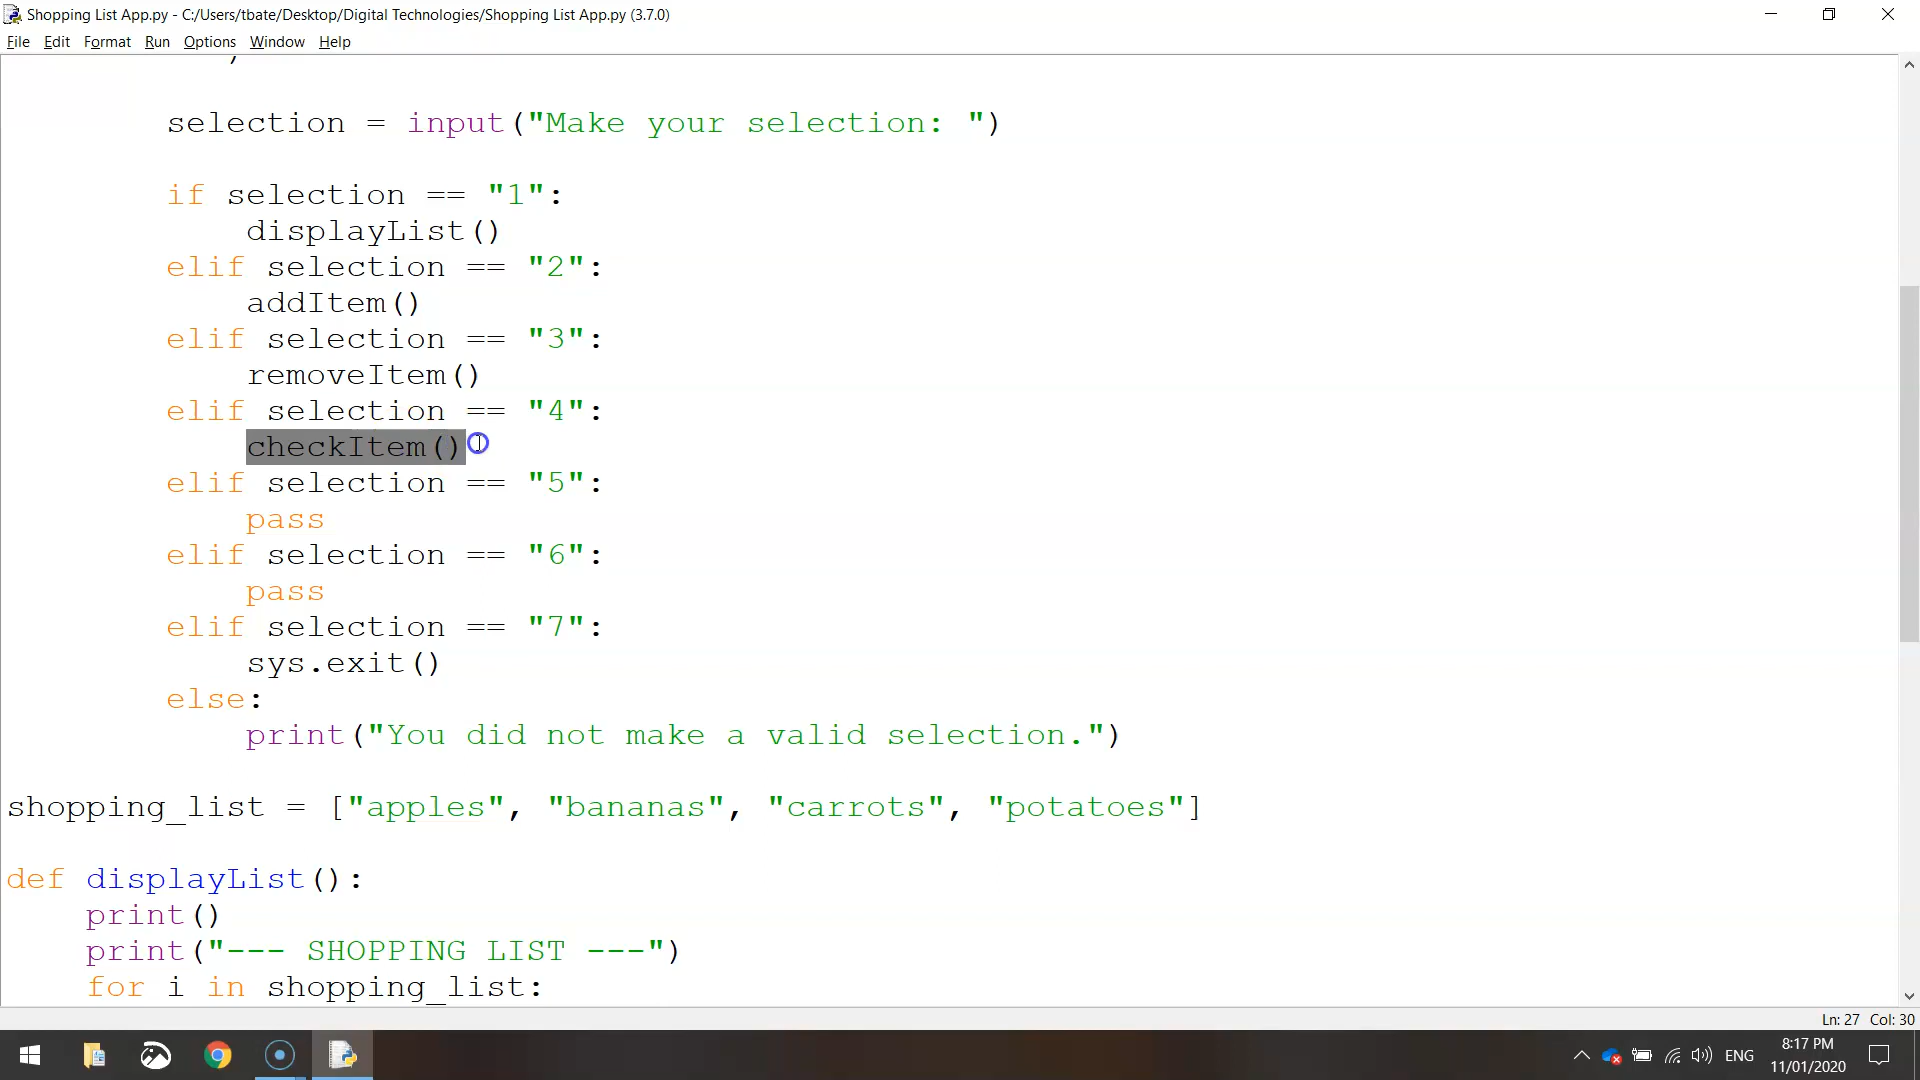 Shopping List App.py - C:/Users/tbate/Desktop/Digital Technologies/Shopping List App.py (3.7.0)
File Edit Format Run Options Window Help
selection = input("Make your selection: ")
if selection == "1":
displayList()
elif selection == "2":
addItem()
elif selection == "3":
removeItem()
elif selection == "4":
checkItem()
elif selection == "5":
pass
elif selection == "6":
pass
elif selection == "7":
sys.exit()
else:
print("You did not make a valid selection.")
shopping_list = ["apples", "bananas", "carrots", "potatoes"]
def displayList():
print()
print("--- SHOPPING LIST ---")
for i in shopping_list:
Ln: 27 Col: 30
ENG
8:17 PM
11/01/2020